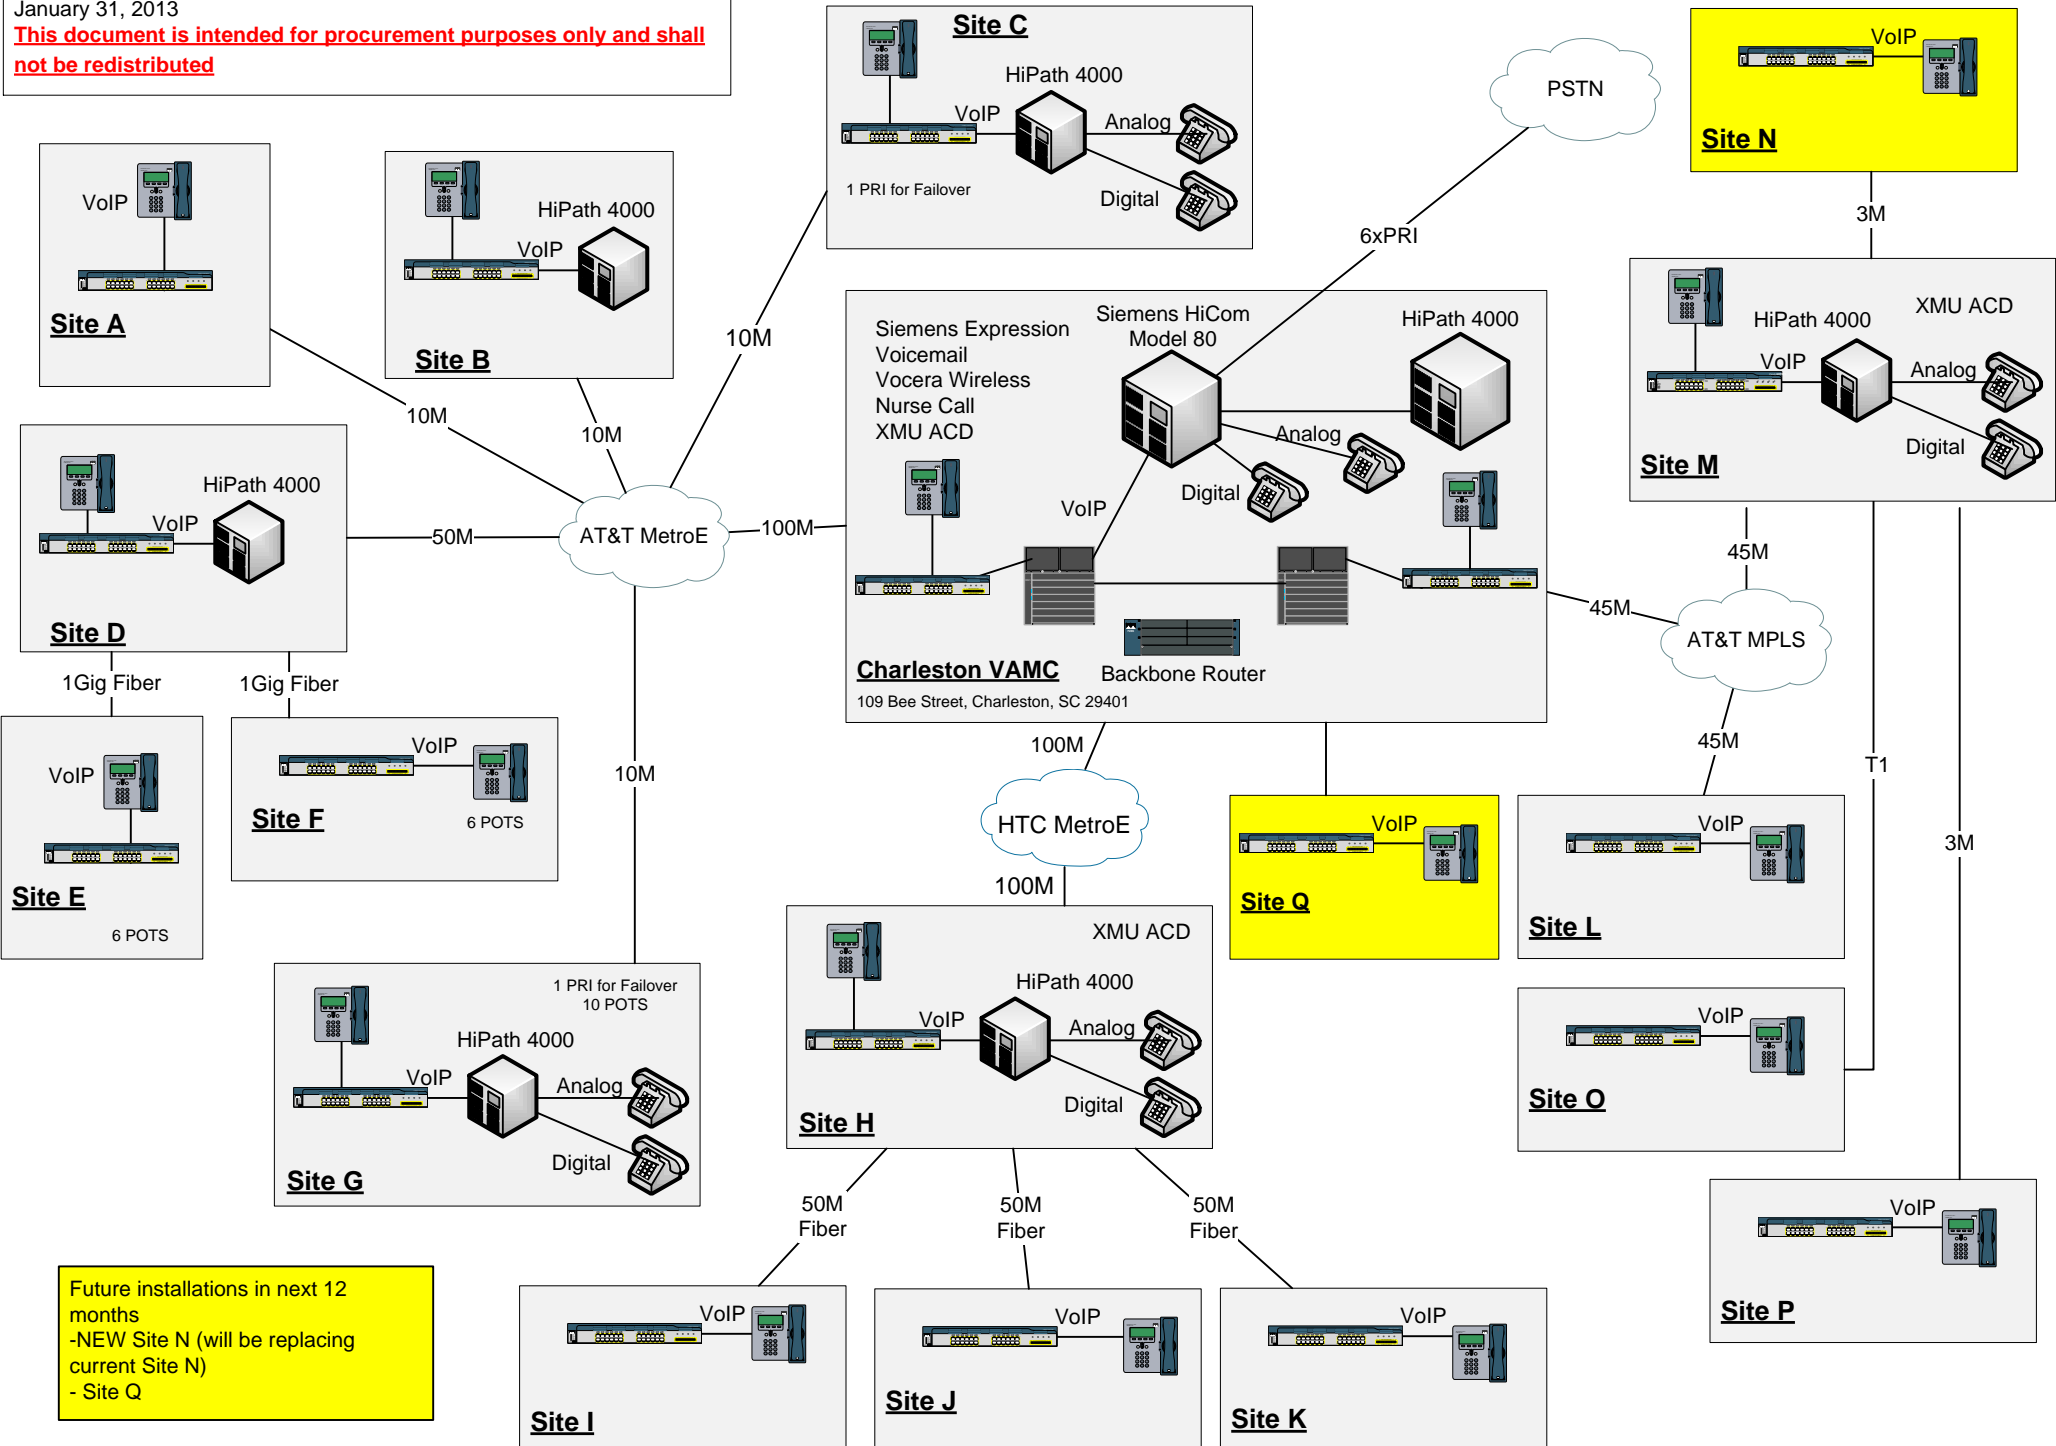 January 31, 2013
This document is intended for procurement purposes only and shall
not be redistributed
Site C
HiPath 4000
VoIP
Analog
Digital
1 PRI for Failover
PSTN
VoIP
Site N
3M
VoIP
Site A
HiPath 4000
VoIP
Site B
10M
10M
10M
6xPRI
Siemens Expression
Voicemail
Vocera Wireless
Nurse Call
XMU ACD
Siemens HiCom
Model 80
HiPath 4000
Analog
Digital
VoIP
Charleston VAMC
109 Bee Street, Charleston, SC 29401
Backbone Router
XMU ACD
HiPath 4000
VoIP
Analog
Digital
Site M
HiPath 4000
VoIP
Site D
50M
AT&T MetroE
100M
45M
45M
AT&T MPLS
45M
T1
3M
1Gig Fiber
1Gig Fiber
VoIP
Site E
6 POTS
VoIP
Site F
6 POTS
10M
100M
HTC MetroE
100M
VoIP
Site Q
VoIP
Site L
1 PRI for Failover
10 POTS
HiPath 4000
VoIP
Analog
Digital
Site G
XMU ACD
HiPath 4000
VoIP
Analog
Digital
Site H
VoIP
Site O
50M
Fiber
50M
Fiber
50M
Fiber
VoIP
Site P
Future installations in next 12
months
-NEW Site N (will be replacing
current Site N)
- Site Q
VoIP
Site I
VoIP
Site J
VoIP
Site K